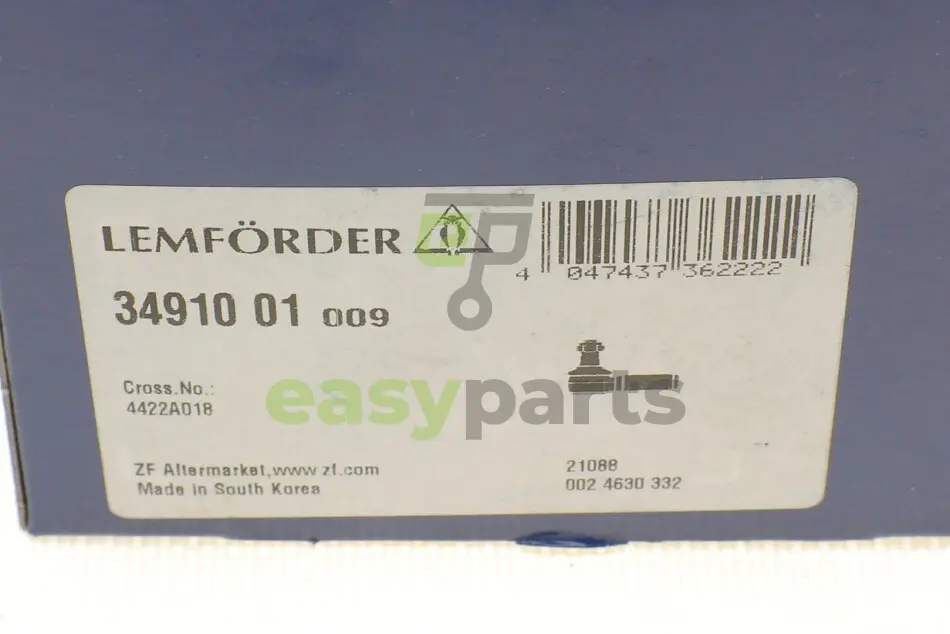 LEMFÖRDER
4 047437 362222
34910 01 009
easyparts
Cross.No.:
4422A018
ZF Aftermarket,www zf.com
Made in South Korea
21088
002 4630 332